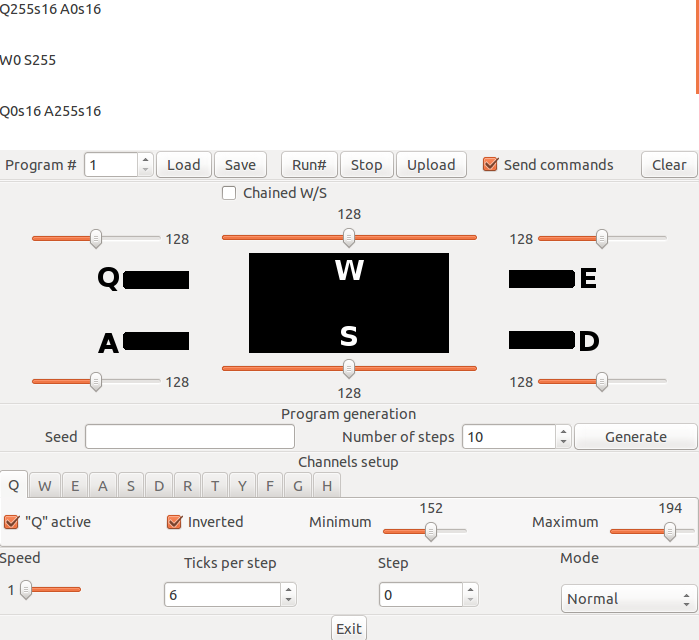 Q255s16 A0s16
W0 S255
Q0s16 A255s16
Program # 1 Load Save Run# Stop Upload Send commands Clear
Chained W/S
128
128 128
Q W E
A S D
128 128
128
Program generation
Seed Number of steps 10 Generate
Channels setup
Q W E A S D R T Y F G H
152 194
"Q" active Inverted Minimum Maximum
Speed Ticks per step Step Mode
1 6 0 Normal
Exit